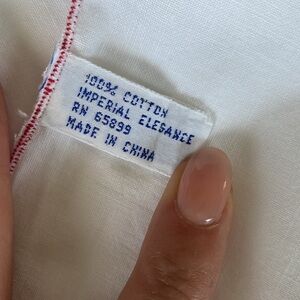 100% COTTON
IMPERIAL ELEGANCE
RN 65899
MADE IN CHINA